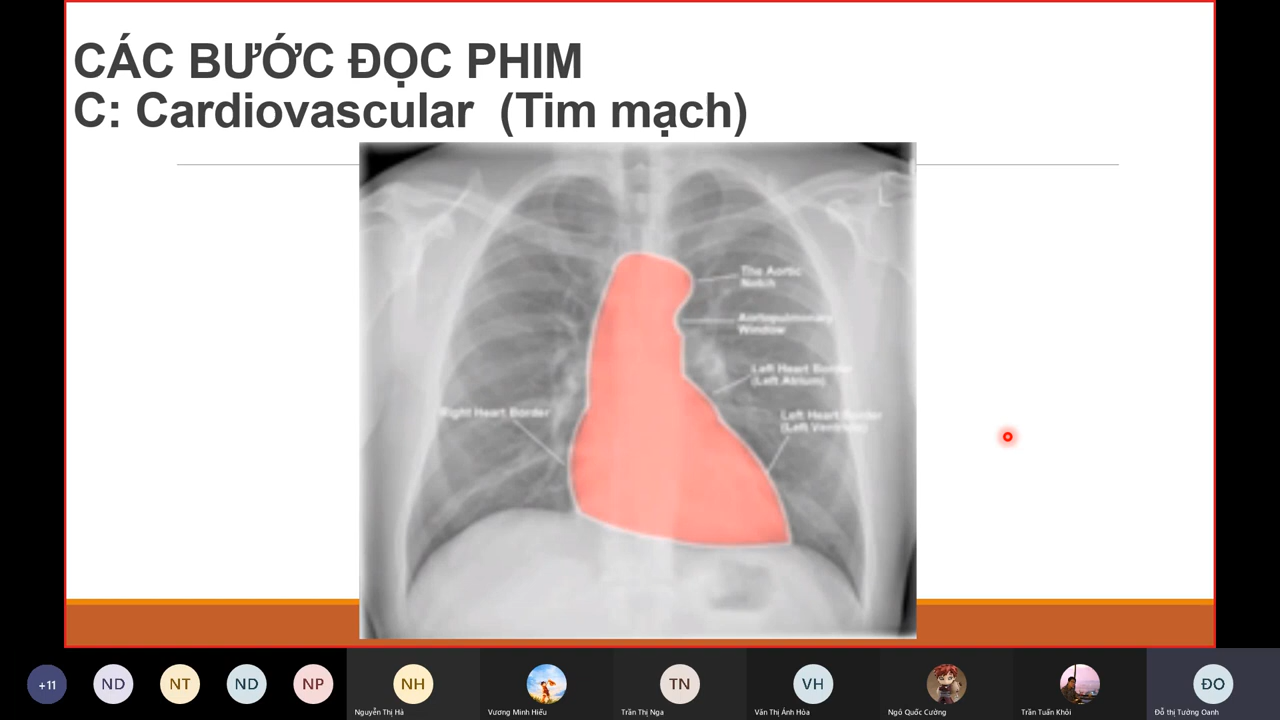 CÁC BƯỚC ĐỌC PHIM
C: Cardiovascular (Tim mạch)
L
The Aortic
Notch
Aortopulmonary
Window
Left Heart Border
(Left Atrium)
Right Heart Border
Left Heart Border
(Left Ventricle)
+11
ND
NT
ND
NP
NH
TN
VH
ĐO
Nguyễn Thị Hà
Vương Minh Hiếu
Trần Thị Nga
Văn Thị Ánh Hòa
Ngô Quốc Cường
Trần Tuấn Khôi
Đỗ thị Tường Oanh